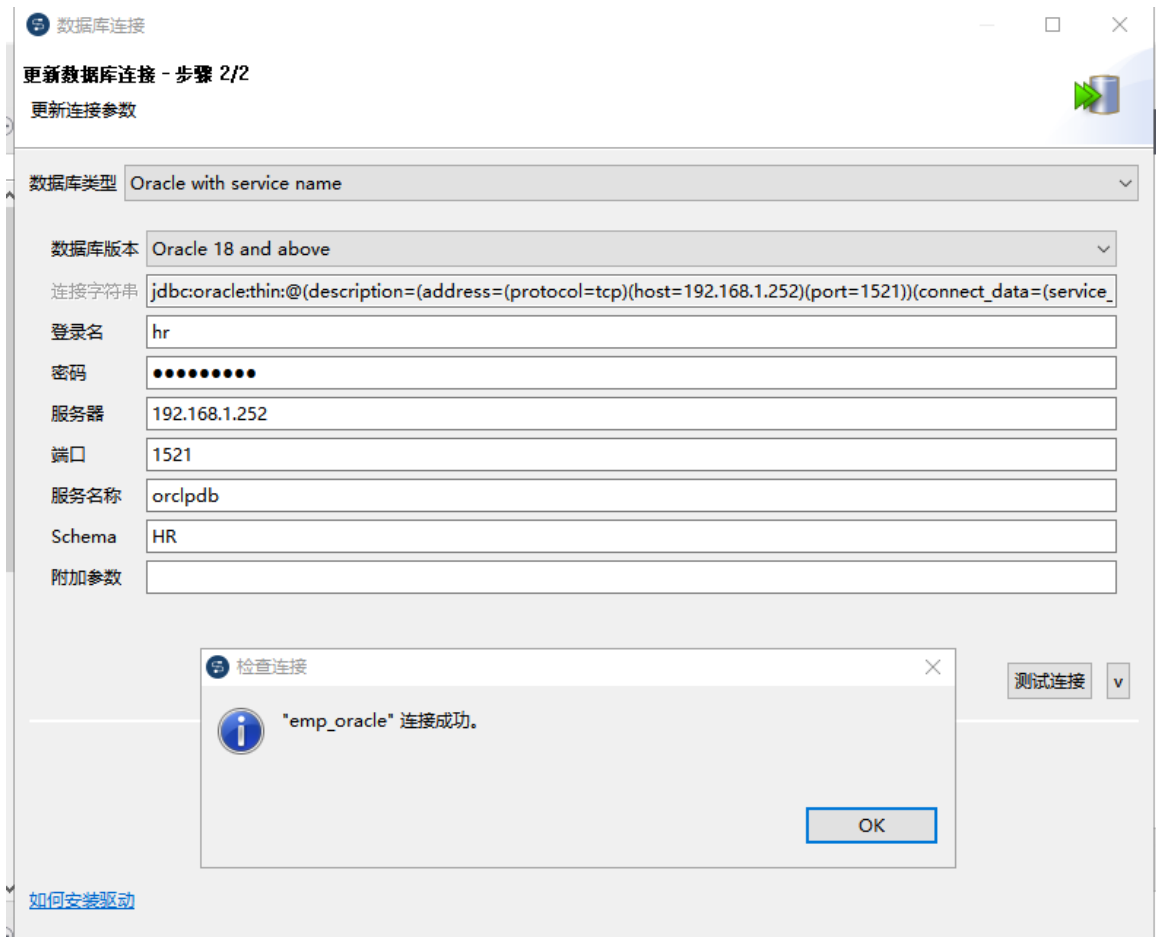 数据库连接
更新数据库连接 - 步骤 2/2
更新连接参数
数据库类型 Oracle with service name
数据库版本 Oracle 18 and above
连接字符串 jdbc:oracle:thin:@(description=(address=(protocol=tcp)(host=192.168.1.252)(port=1521))(connect_data=(service_
登录名 hr
密码 ●●●●●●●●●
服务器 192.168.1.252
端口 1521
服务名称 orclpdb
Schema HR
附加参数
检查连接
测试连接 v
"emp_oracle" 连接成功。
OK
如何安装驱动